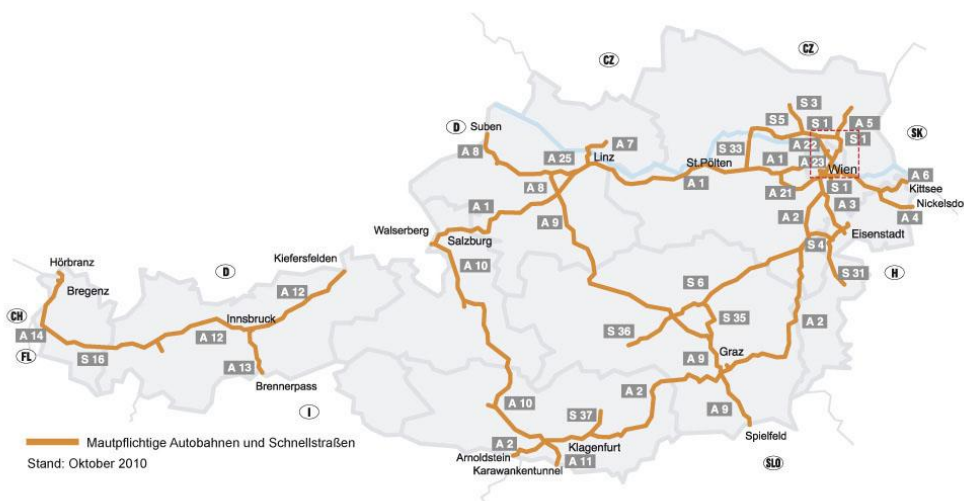 CZ
CZ
S 3
S 5
S 1
A 5
D
Suben
SK
A 7
S 1
A 8
A 25
Linz
S 33
A 22
St.Pölten
A 1
A 23
Wien
A 6
A 8
A 1
A 21
S 1
Kittsee
A 1
A 9
A 2
A 3
Nickelsdo
A 4
Walserberg
Salzburg
Eisenstadt
S 4
Hörbranz
D
Kiefersfelden
A 10
S 6
S 31
H
Bregenz
A 12
CH
Innsbruck
S 35
A 14
A 12
S 36
A 2
FL
S 16
A 13
A 9
Graz
Brennerpass
A 2
I
A 10
S 37
A 9
Mautpflichtige Autobahnen und Schnellstraßen
A 2
Klagenfurt
Spielfeld
Stand: Oktober 2010
Arnoldstein
A 11
SLO
Karawankentunnel